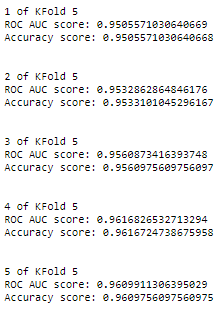 1 of KFold 5
ROC AUC score: 0.9505571030640669
Accuracy score: 0.9505571030640668
2 of KFold 5
ROC AUC score: 0.9532862864846176
Accuracy score: 0.9533101045296167
3 of KFold 5
ROC AUC score: 0.9560873416393748
Accuracy score: 0.9560975609756097
4 of KFold 5
ROC AUC score: 0.9616826532713294
Accuracy score: 0.9616724738675958
5 of KFold 5
ROC AUC score: 0.9609911306395029
Accuracy score: 0.9609756097560975